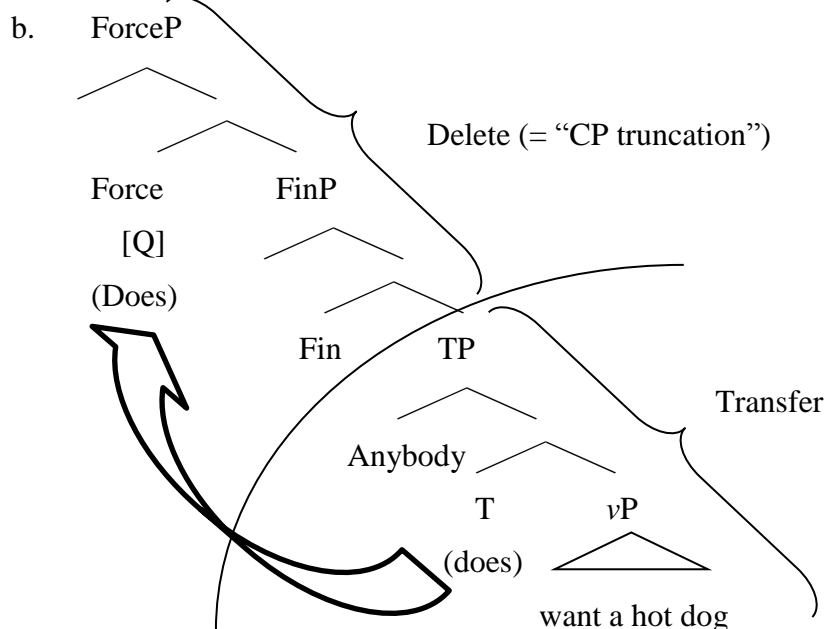 b. ForceP
Delete (= “CP truncation”)
Force FinP
[Q]
(Does)
Fin TP
Transfer
Anybody
T vP
(does)
want a hot dog